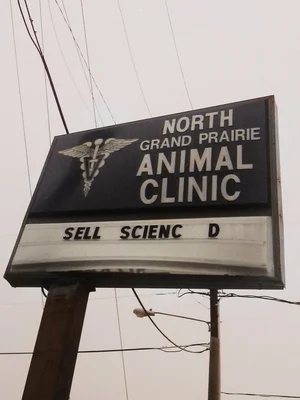 NORTH
GRAND PRAIRIE
ANIMAL
CLINIC
SELL SCIENC D